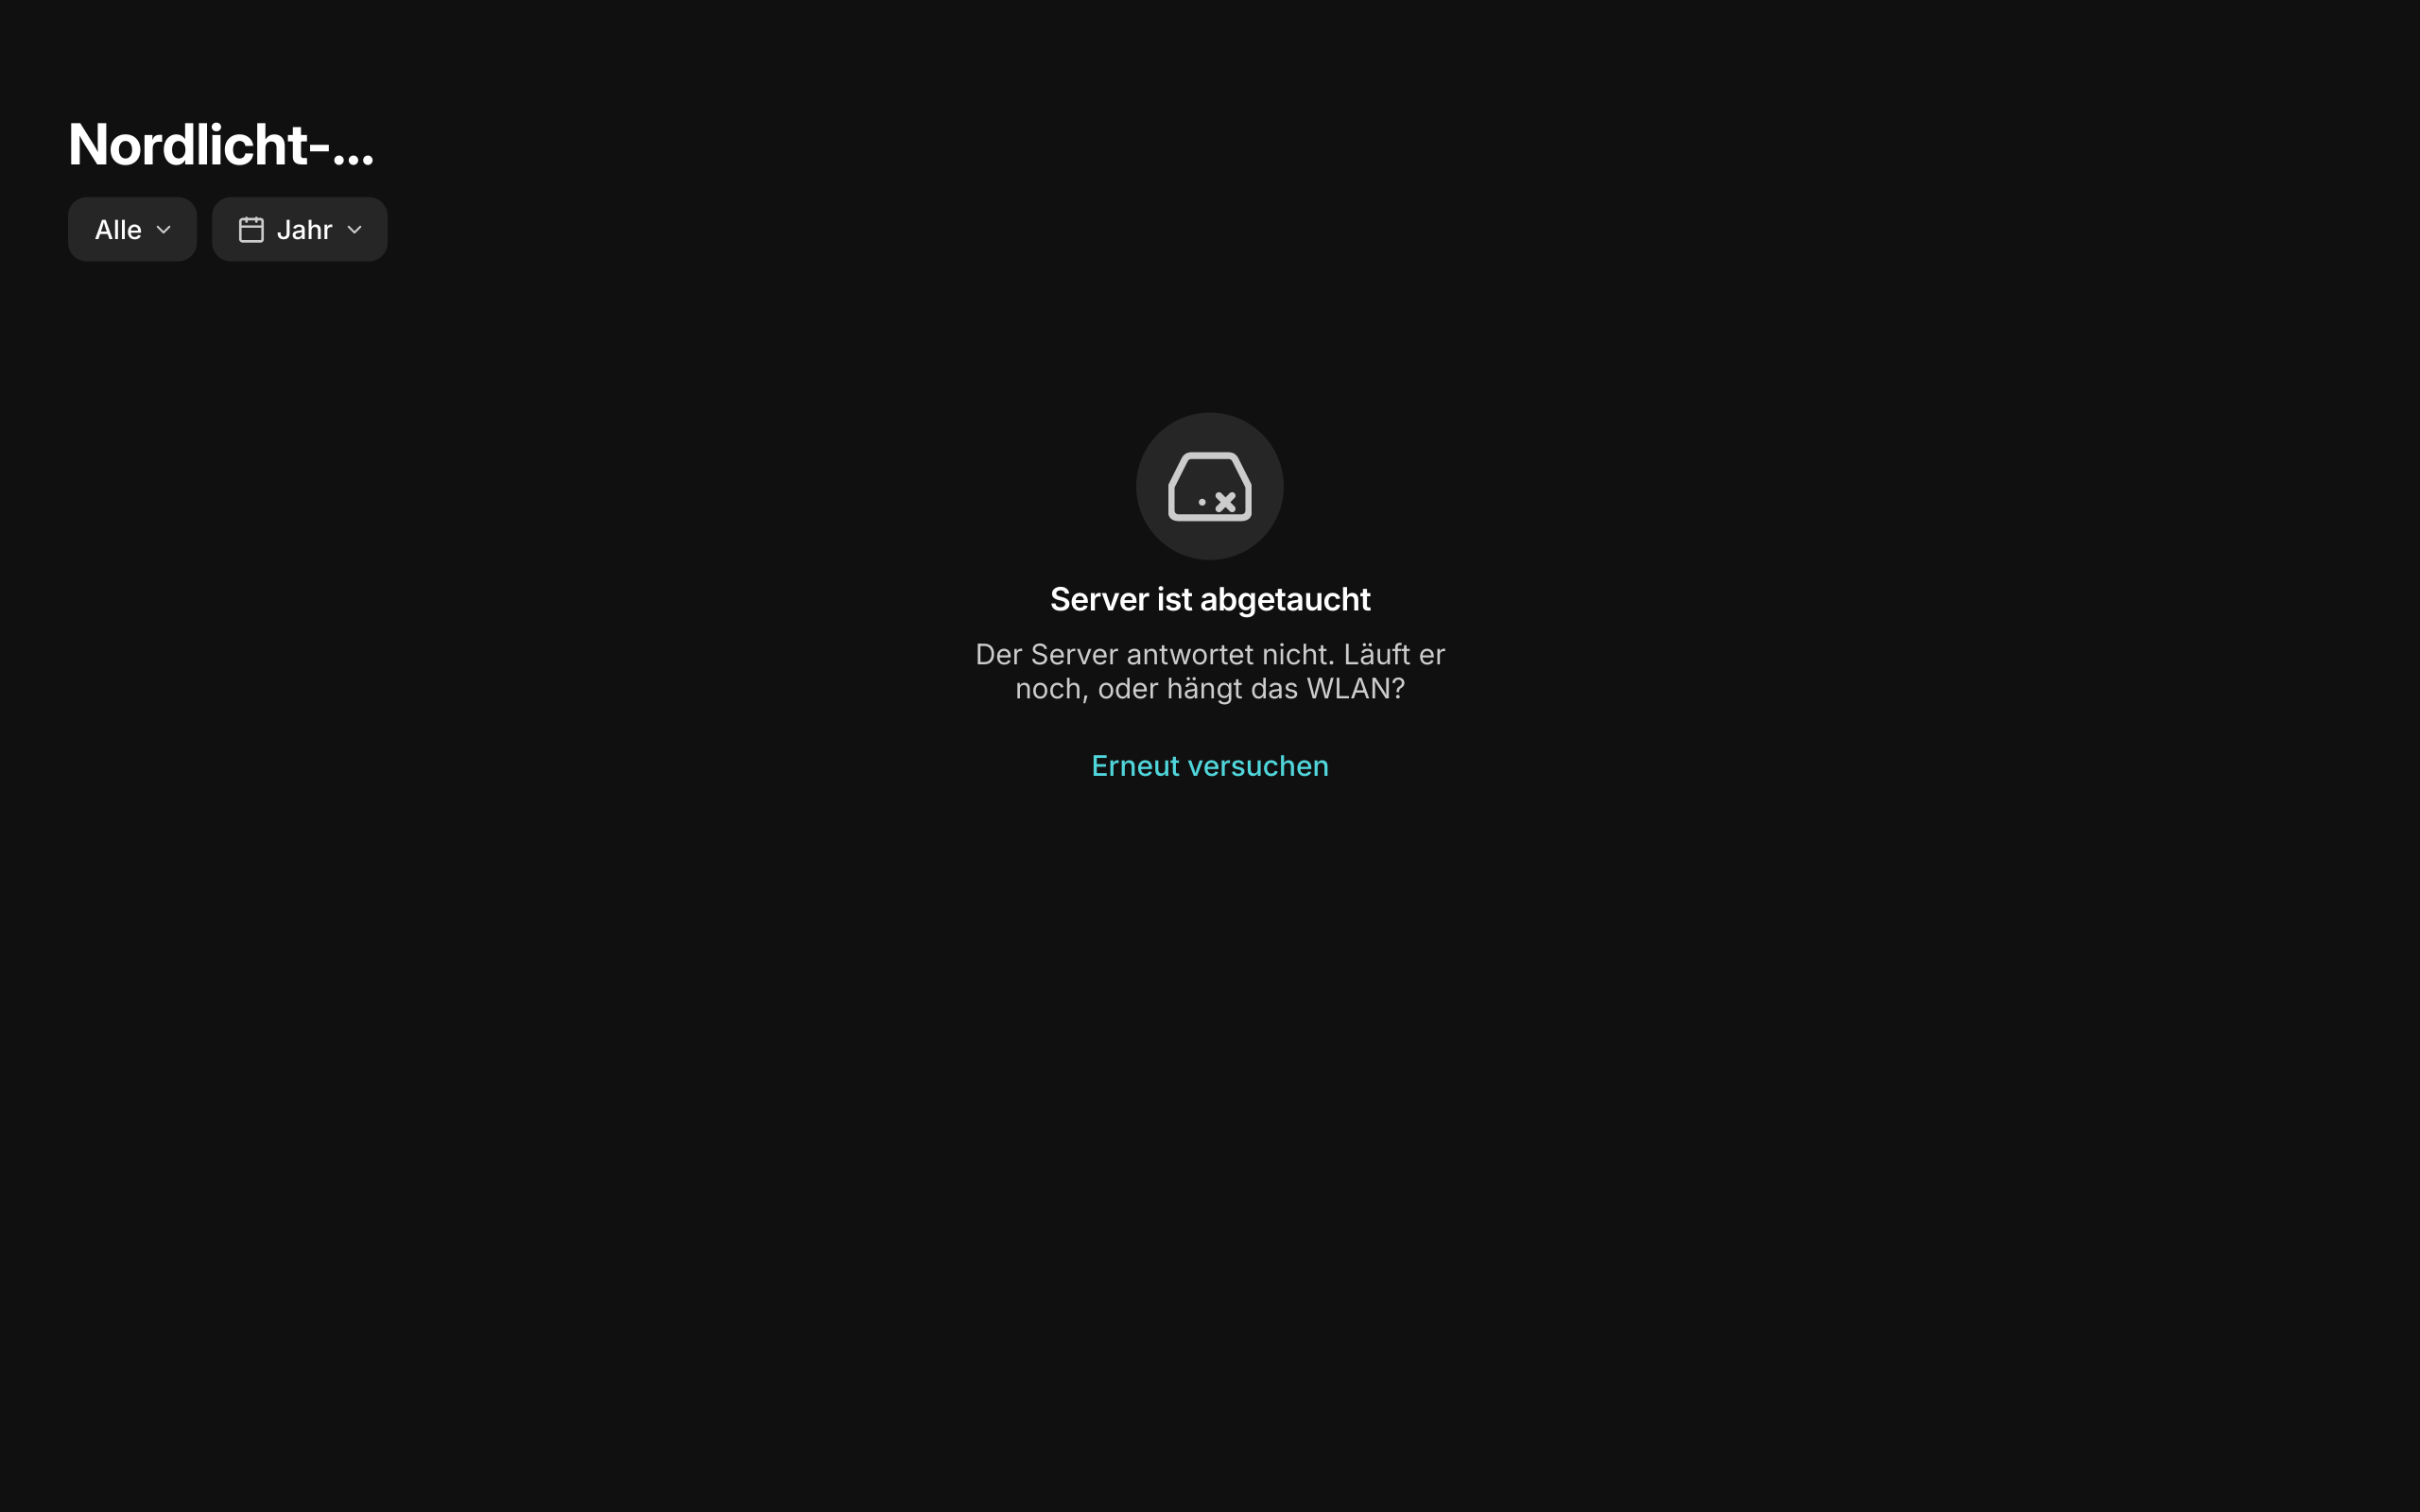 Nordlicht-...
Alle
Jahr
Server ist abgetaucht
Der Server antwortet nicht. Läuft er
noch, oder hängt das WLAN?
Erneut versuchen